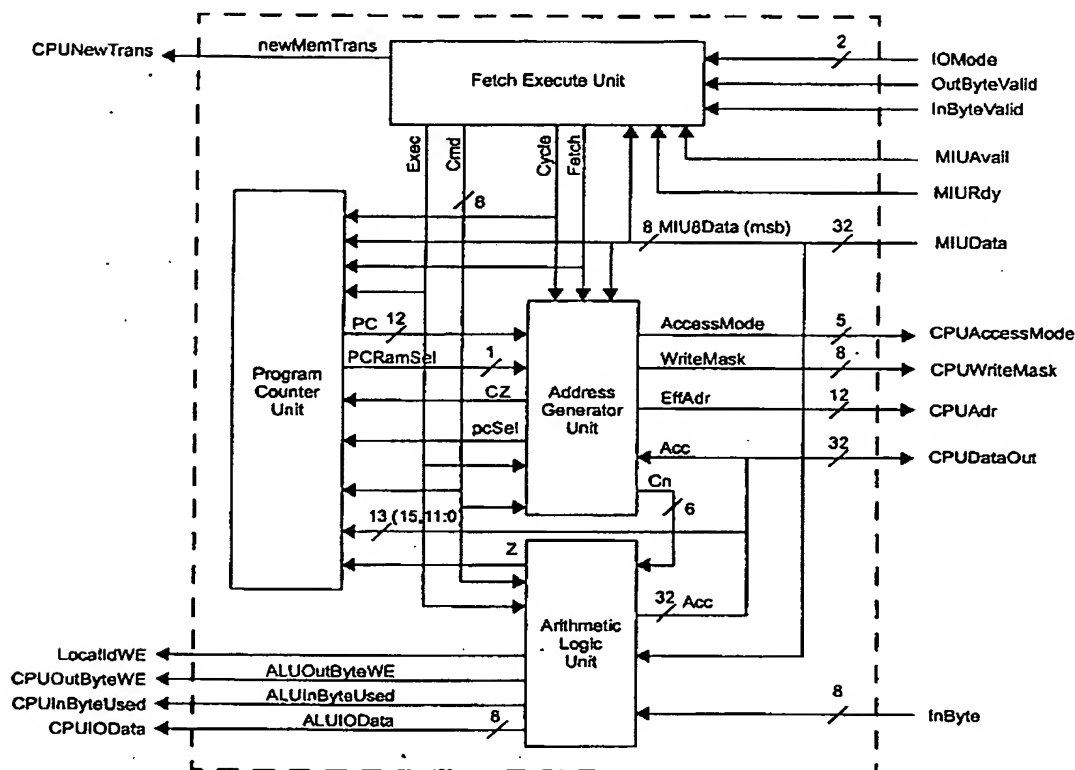 CPUNewTrans
newMemTrans
Fetch Execute Unit
2
IOMode
OutByteValid
InByteValid
MIUAvail
MIURdy
Exec
Cmd
Cycle
Fetch
8
8 MIU8Data (msb)
32
MIUData
PC
12
PCRamSel
1
CZ
pcSel
Program
Counter
Unit
Address
Generator
Unit
AccessMode
5
CPUAccessMode
WriteMask
8
CPUWriteMask
EffAdr
12
CPUAdr
Acc
32
CPUDataOut
Cn
6
13 (15,11:0)
Z
32 Acc
Arithmetic
Logic
Unit
LocalIdWE
CPUOutByteWE
ALUOutByteWE
CPUInByteUsed
ALUInByteUsed
CPUIOData
ALUIOData
8
8
InByte